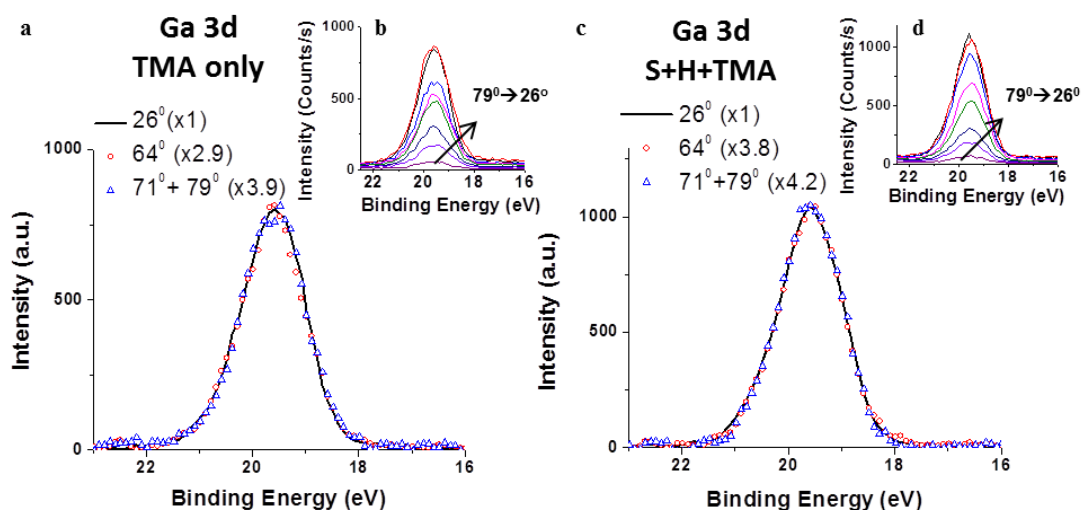 a
Ga 3d
TMA only
26⁰ (x1)
64⁰ (x2.9)
71⁰+ 79⁰ (x3.9)
1000
500
0
22
20
18
16
Intensity (a.u.)
Binding Energy (eV)
b
1000
500
0
22
20
18
16
Intensity (Counts/s)
Binding Energy (eV)
79⁰→26°
c
Ga 3d
S+H+TMA
26⁰ (x1)
64⁰ (x3.8)
71⁰+79⁰ (x4.2)
1000
500
0
22
20
18
16
Intensity (a.u.)
Binding Energy (eV)
d
1000
500
0
22
20
18
16
Intensity (Counts/s)
Binding Energy (eV)
79⁰→26⁰